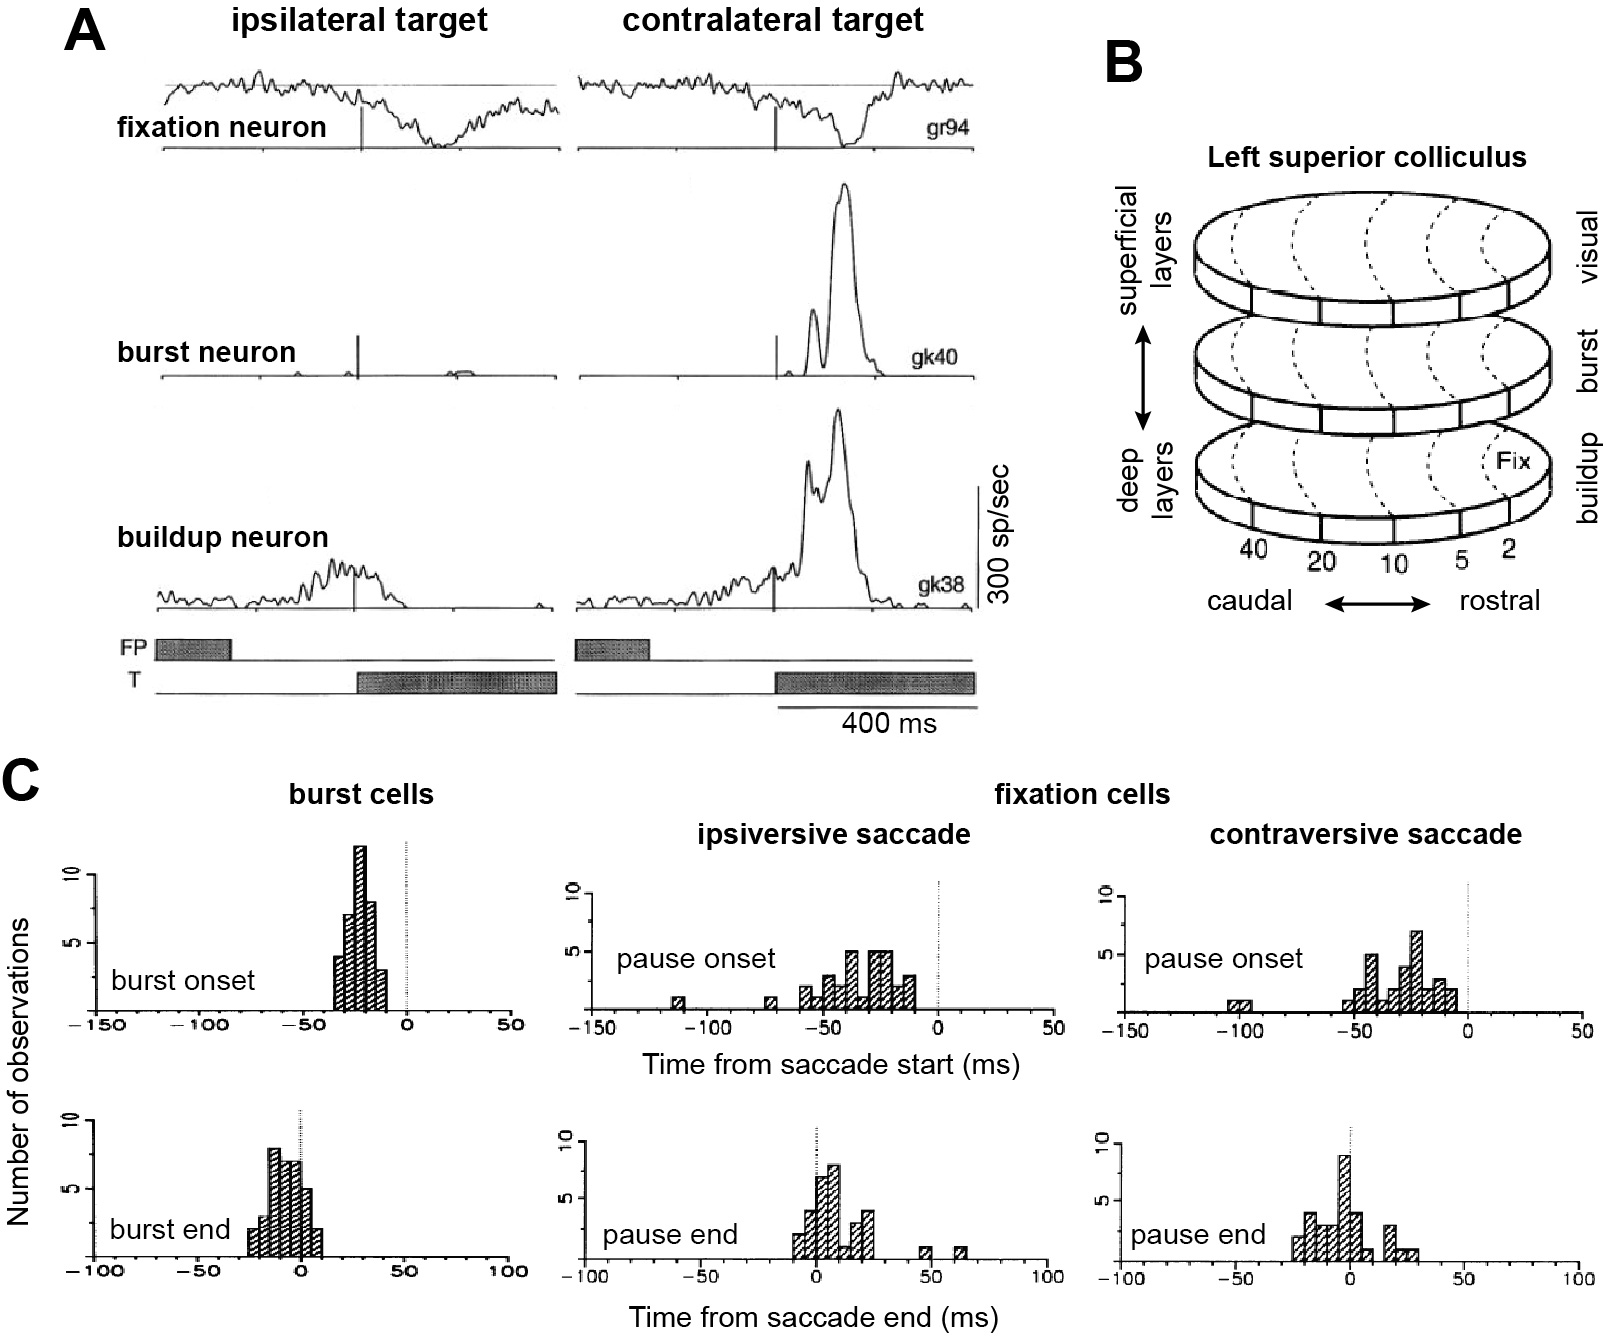 A
ipsilateral target
contralateral target
fixation neuron
gr94
burst neuron
gk40
buildup neuron
gk38
300 sp/sec
FP
T
400 ms
B
Left superior colliculus
superficial
layers
deep
layers
visual
burst
buildup
Fix
40
20
10
5
2
caudal
rostral
C
burst cells
fixation cells
ipsiversive saccade
contraversive saccade
Number of observations
10
5
burst onset
-150
-100
-50
0
50
10
5
pause onset
-150
-100
-50
0
50
10
5
pause onset
-150
-100
-50
0
50
Time from saccade start (ms)
10
5
burst end
-100
-50
0
50
100
10
5
pause end
-100
-50
0
50
100
10
5
pause end
-100
-50
0
50
100
Time from saccade end (ms)